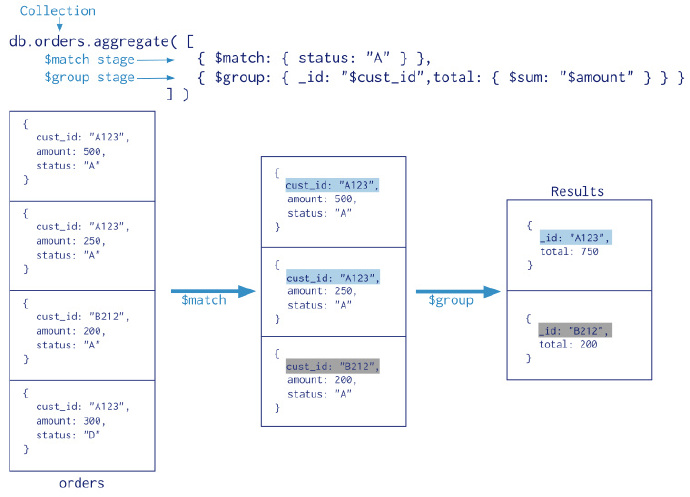 Collection
db.orders.aggregate( [
$match stage { $match: { status: "A" } },
$group stage { $group: { _id: "$cust_id",total: { $sum: "$amount" } } }
] )
{
cust_id: "A123",
amount: 500,
status: "A"
}
{
cust_id: "A123",
amount: 250,
status: "A"
}
{
cust_id: "B212",
amount: 200,
status: "A"
}
{
cust_id: "A123",
amount: 300,
status: "D"
}
orders
$match
{
cust_id: "A123",
amount: 500,
status: "A"
}
{
cust_id: "A123",
amount: 250,
status: "A"
}
{
cust_id: "B212",
amount: 200,
status: "A"
}
$group
Results
{
_id: "A123",
total: 750
}
{
_id: "B212",
total: 200
}